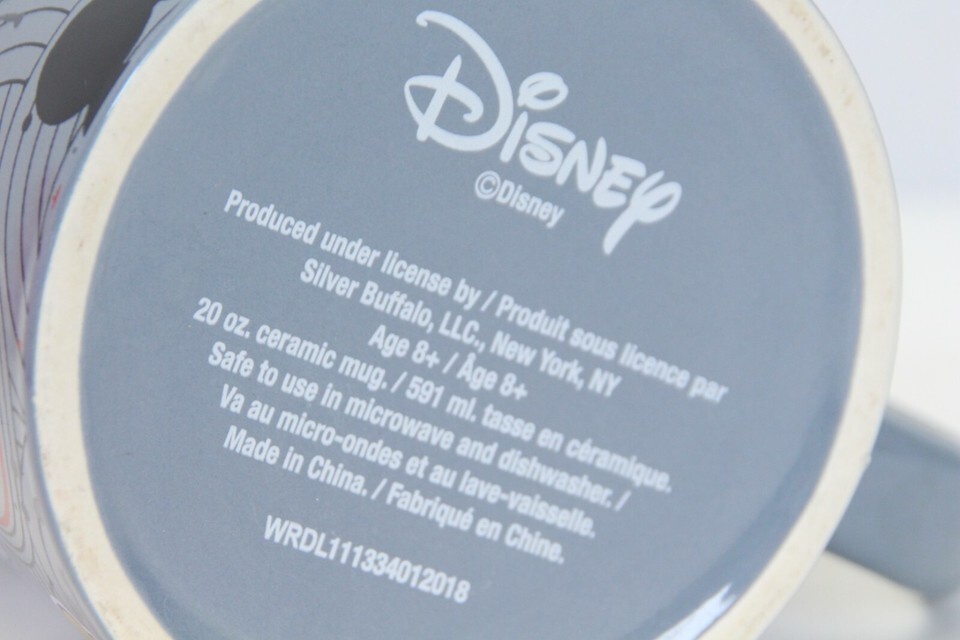 Disney
©Disney
Produced under license by / Produit sous licence par
Silver Buffalo, LLC., New York, NY
Age 8+ / Âge 8+
20 oz. ceramic mug. / 591 ml. tasse en céramique.
Safe to use in microwave and dishwasher. /
Va au micro-ondes et au lave-vaisselle.
Made in China. / Fabriqué en Chine.
WRDL111334012018